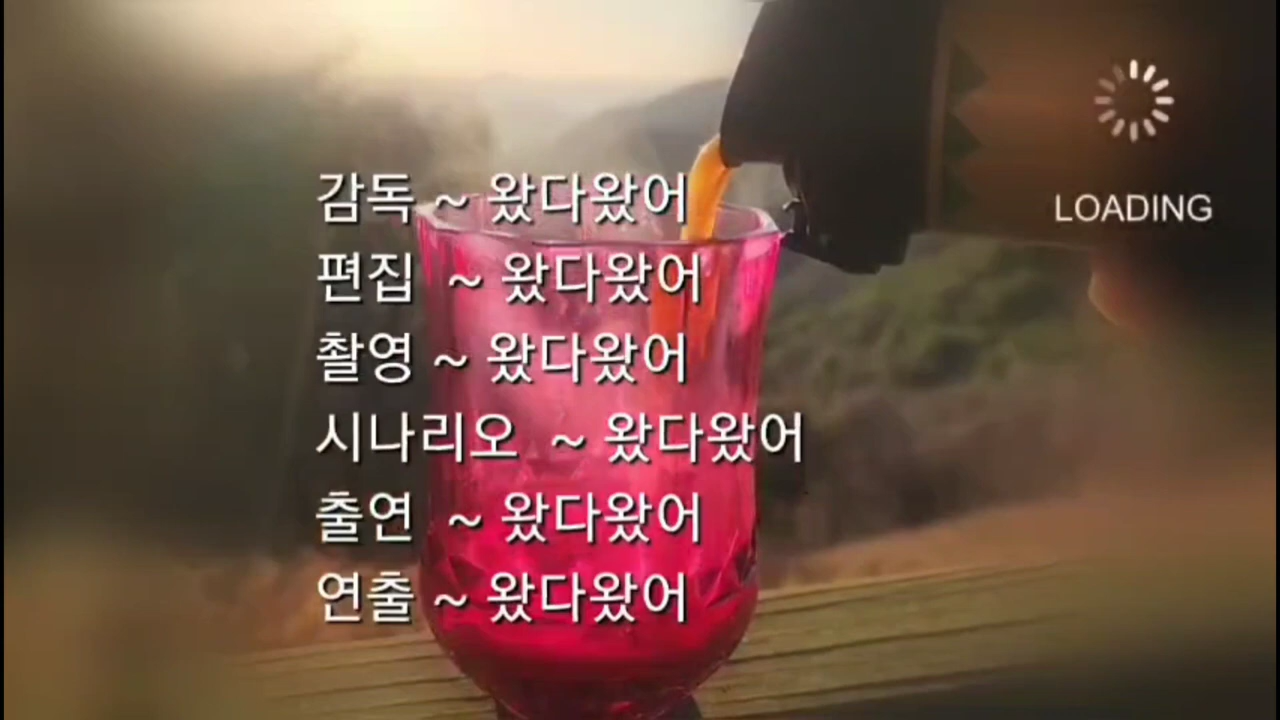 감독 ~ 왔다왔어
편집 ~ 왔다왔어
촬영 ~ 왔다왔어
시나리오 ~ 왔다왔어
출연 ~ 왔다왔어
연출 ~ 왔다왔어
LOADING